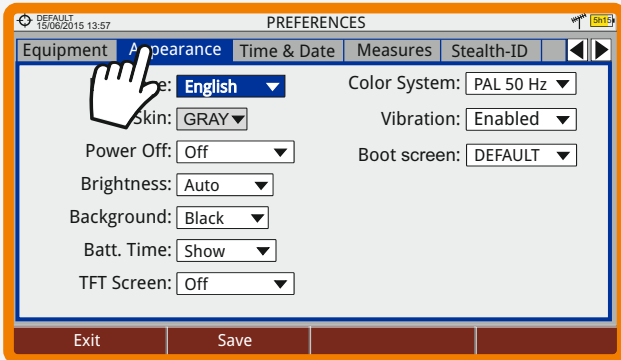 DEFAULT
15/06/2015 13:57
PREFERENCES
5h15
Equipment
Time & Date
Measures
Stealth-ID
English
Color System: PAL 50 Hz
Skin: GRAY
Vibration: Enabled
Power Off: Off
Boot screen: DEFAULT
Brightness: Auto
Background: Black
Batt. Time: Show
TFT Screen: Off
Exit
Save